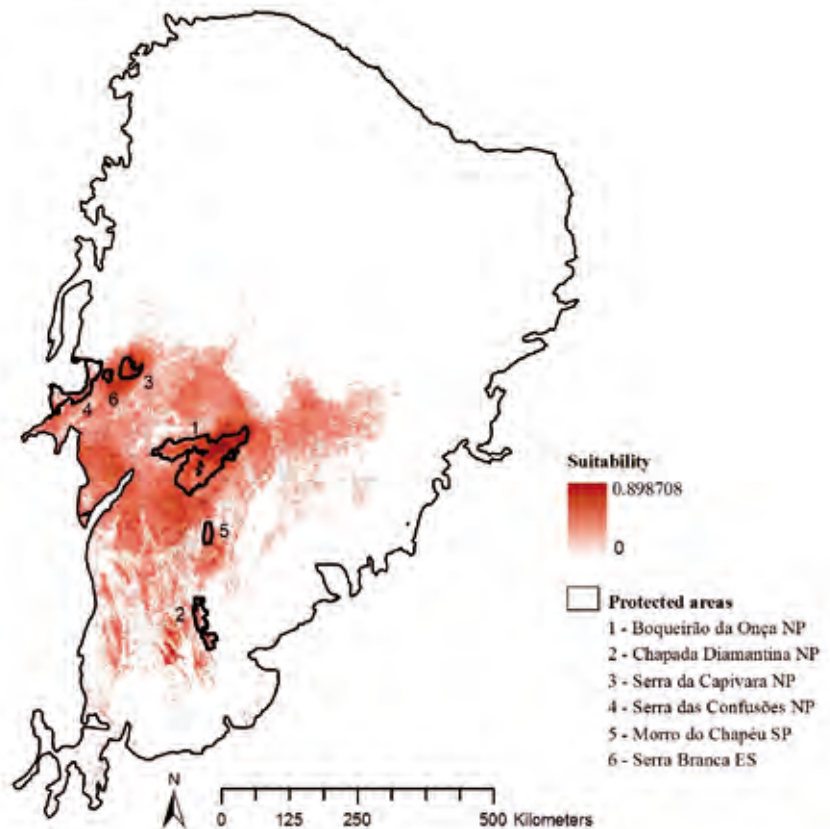 3
6
4
1
5
2
Suitability
0.898708
0
Protected areas
1 - Boqueirão da Onça NP
2 - Chapada Diamantina NP
3 - Serra da Capivara NP
4 - Serra das Confusões NP
5 - Morro do Chapéu SP
6 - Serra Branca ES
N
0 125 250 500 Kilometers